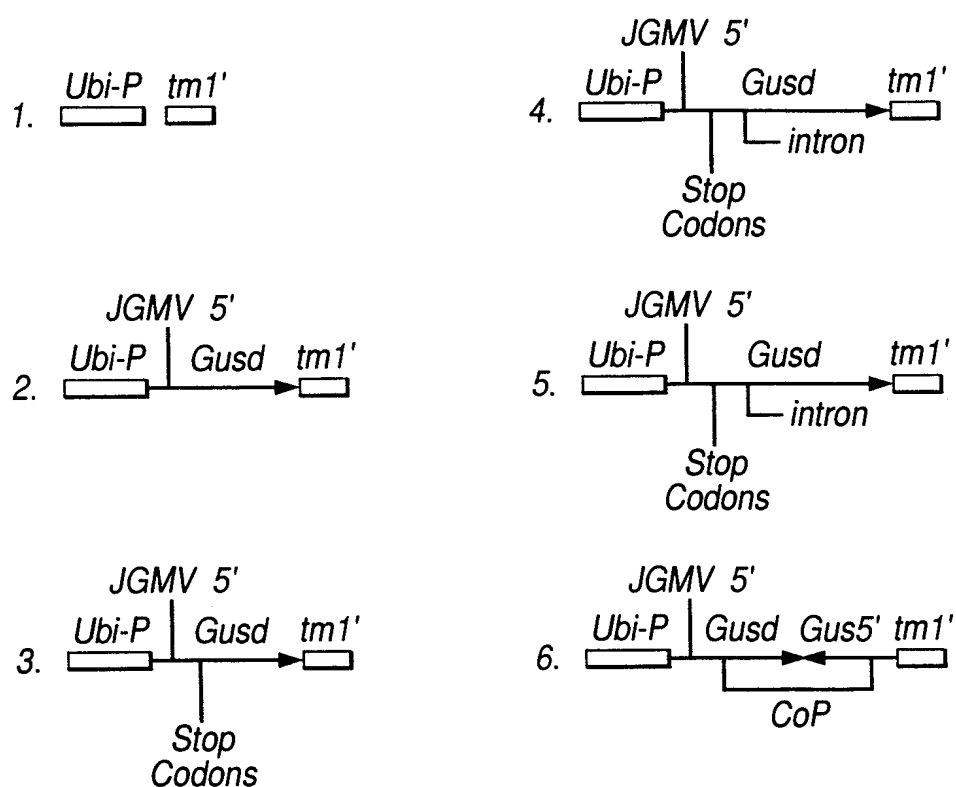 1. Ubi-P tm1'
JGMV 5'
2. Ubi-P Gusd tm1'
JGMV 5'
3. Ubi-P Gusd tm1'
Stop
Codons
JGMV 5'
4. Ubi-P Gusd tm1'
intron
Stop
Codons
JGMV 5'
5. Ubi-P Gusd tm1'
intron
Stop
Codons
JGMV 5'
6. Ubi-P Gusd Gus5' tm1'
CoP